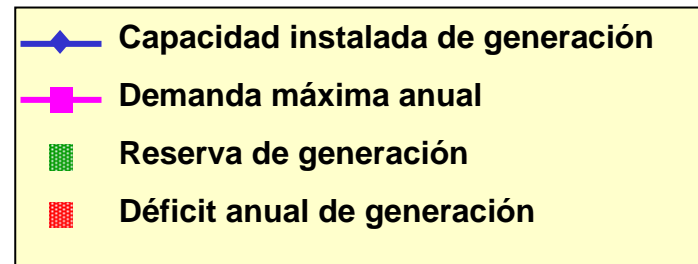 Capacidad instalada de generación
Demanda máxima anual
Reserva de generación
Déficit anual de generación